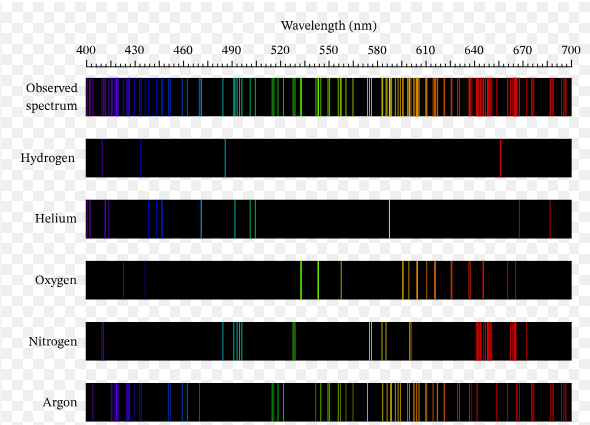 Wavelength (nm)
400 430 460 490 520 550 580 610 640 670 700
Observed
spectrum
Hydrogen
Helium
Oxygen
Nitrogen
Argon